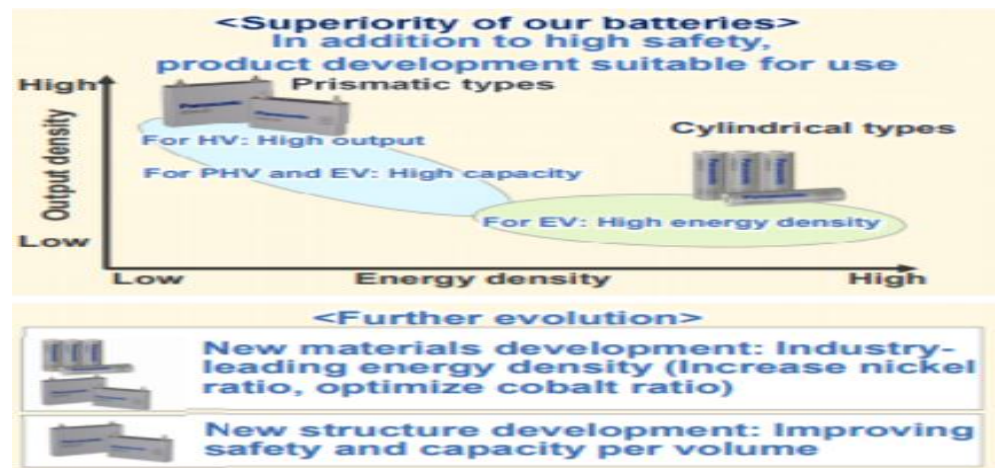 <Superiority of our batteries>
In addition to high safety,
product development suitable for use
High
Prismatic types
Output density
Panasonic
For HV: High output
Cylindrical types
For PHV and EV: High capacity
For EV: High energy density
Low
Low
Energy density
High
<Further evolution>
New materials development: Industry-
leading energy density (Increase nickel
ratio, optimize cobalt ratio)
New structure development: Improving
safety and capacity per volume